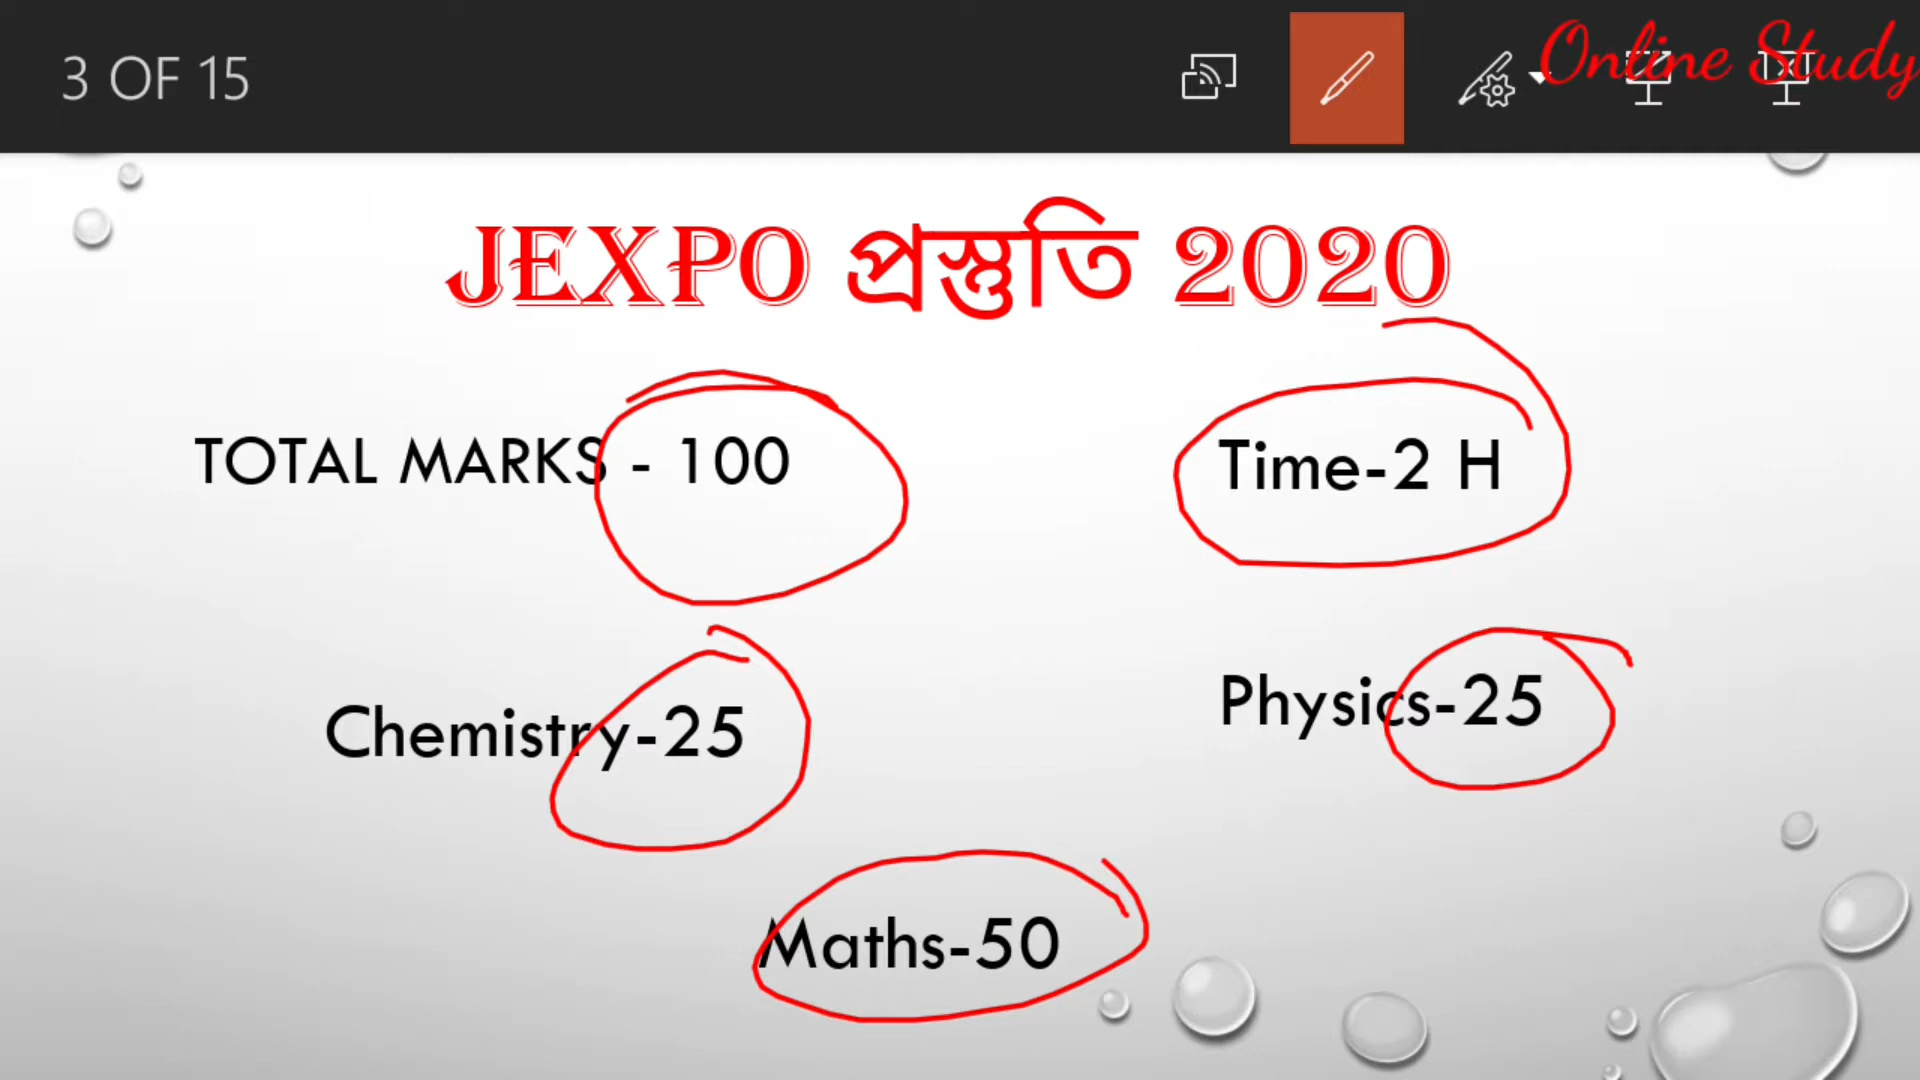 3 OF 15
Online Study
JEXPO প্রস্তুতি 2020
TOTAL MARKS - 100
Time-2 H
Chemistry-25
Physics-25
Maths-50